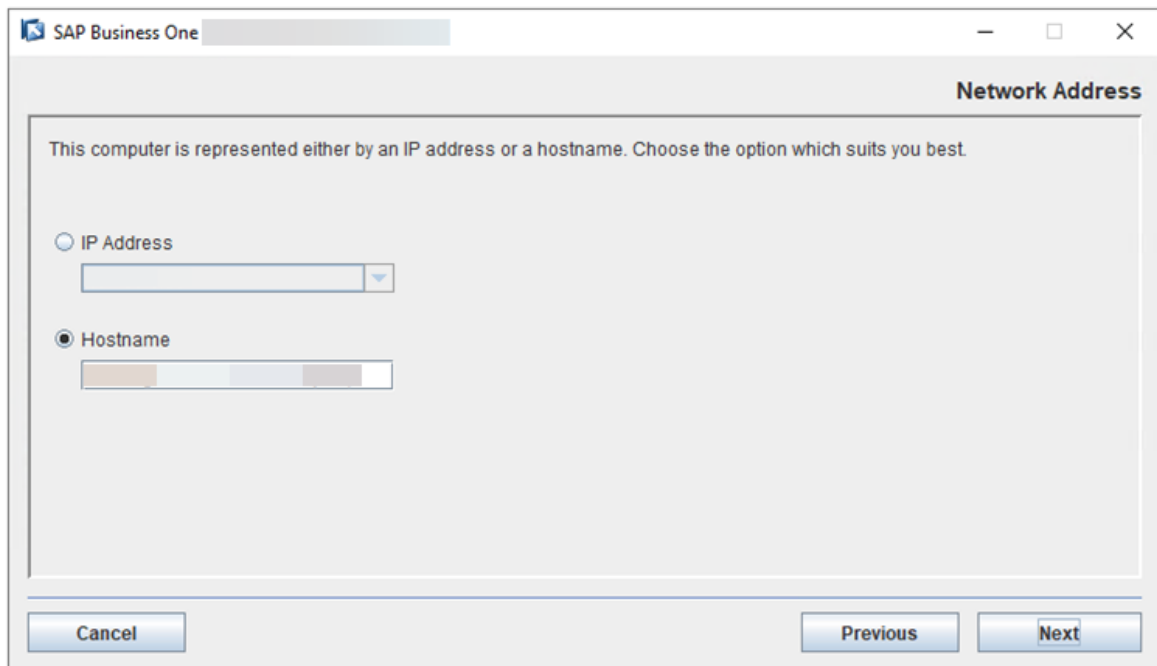 SAP Business One
Network Address
This computer is represented either by an IP address or a hostname. Choose the option which suits you best.
IP Address
Hostname
Cancel
Previous
Next